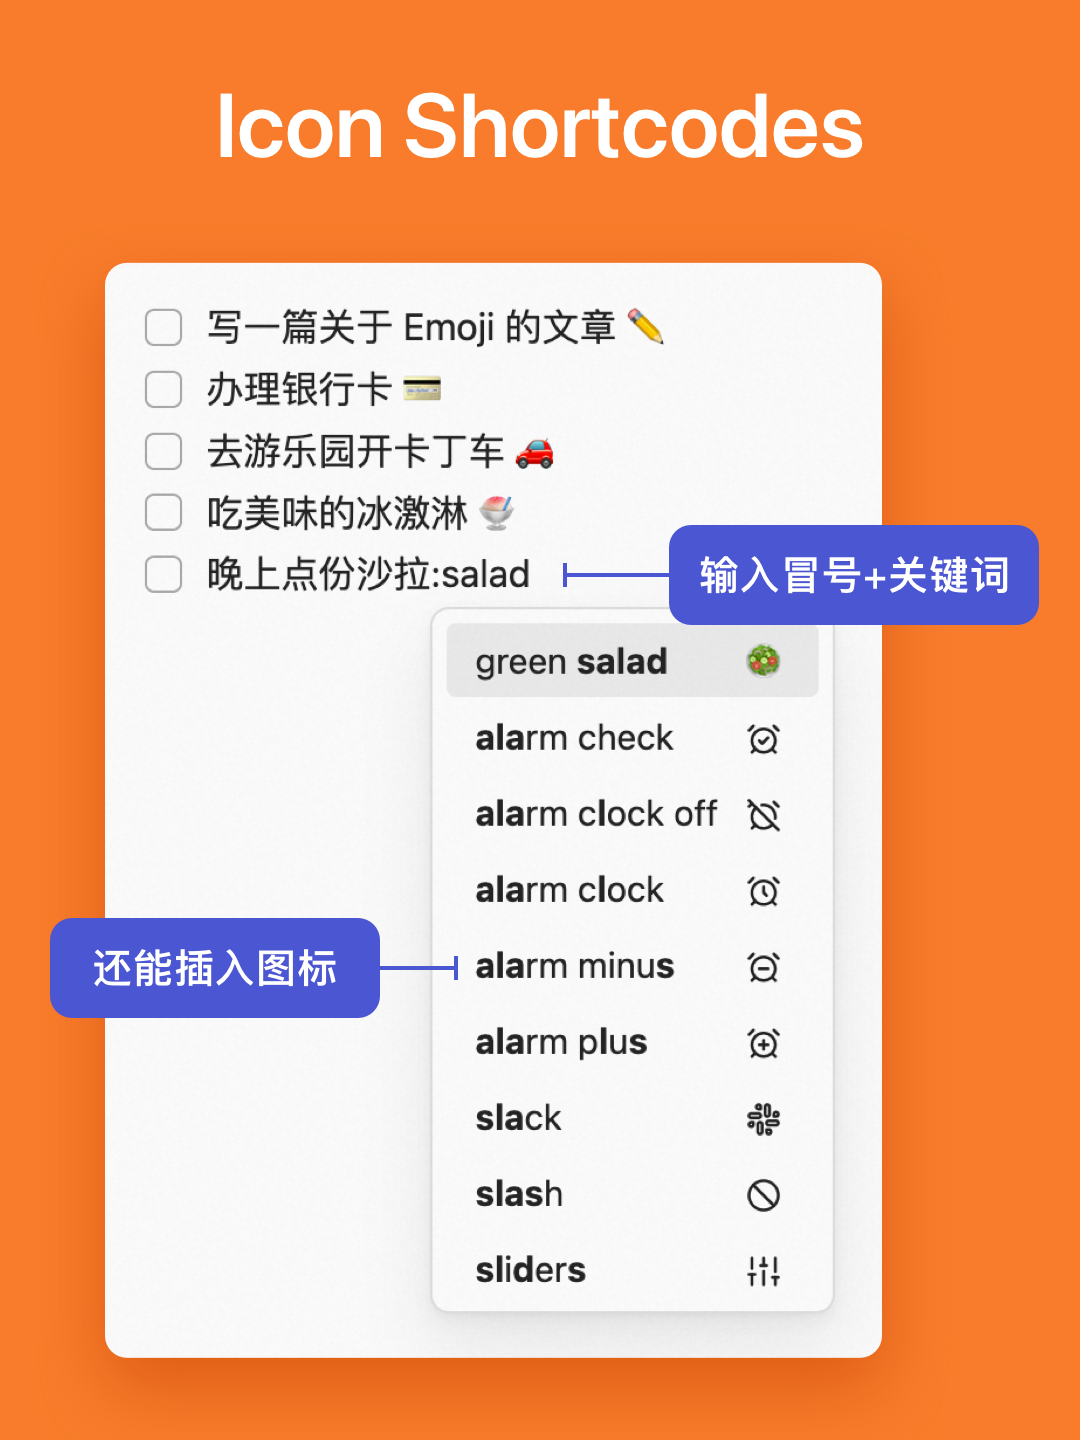 Icon Shortcodes
写一篇关于 Emoji 的文章 ✏️
办理银行卡 💳
去游乐园开卡丁车 🚗
吃美味的冰激淋 🍧
晚上点份沙拉:salad
输入冒号+关键词
green salad 🥗
alarm check
alarm clock off
alarm clock
还能插入图标
alarm minus
alarm plus
slack
slash
sliders